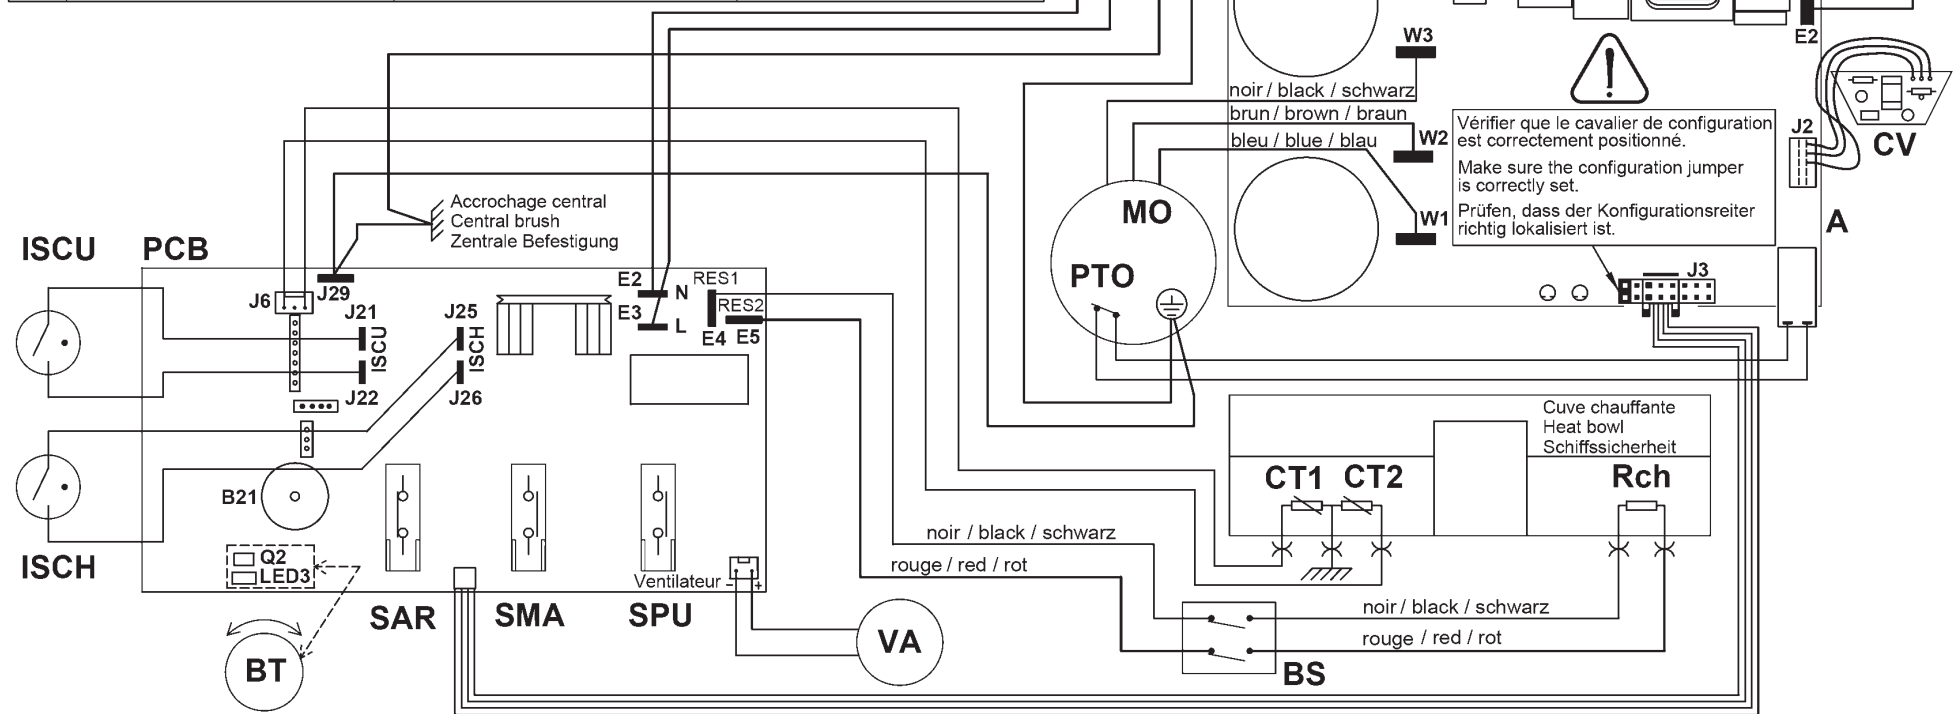 W3
E2
noir / black / schwarz
brun / brown / braun
bleu / blue / blau
W2
W1
Vérifier que le cavalier de configuration
est correctement positionné.
Make sure the configuration jumper
is correctly set.
Prüfen, dass der Konfigurationsreiter
richtig lokalisiert ist.
J2
CV
A
J3
MO
PTO
Accrochage central
Central brush
Zentrale Befestigung
ISCU
PCB
J6
J29
J21
ISCU
J22
J25
ISCH
J26
E2
N
E3
L
RES1
RES2
E4
E5
B21
Q2
LED3
ISCH
BT
SAR
SMA
SPU
Ventilateur - +
VA
noir / black / schwarz
rouge / red / rot
Cuve chauffante
Heat bowl
Schiffssicherheit
CT1
CT2
Rch
noir / black / schwarz
rouge / red / rot
BS